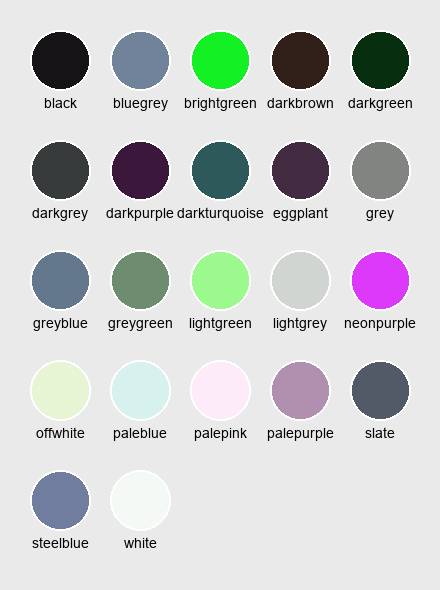 black bluegrey brightgreen darkbrown darkgreen
darkgrey darkpurple darkturquoise eggplant grey
greyblue greygreen lightgreen lightgrey neonpurple
offwhite paleblue palepink palepurple slate
steelblue white